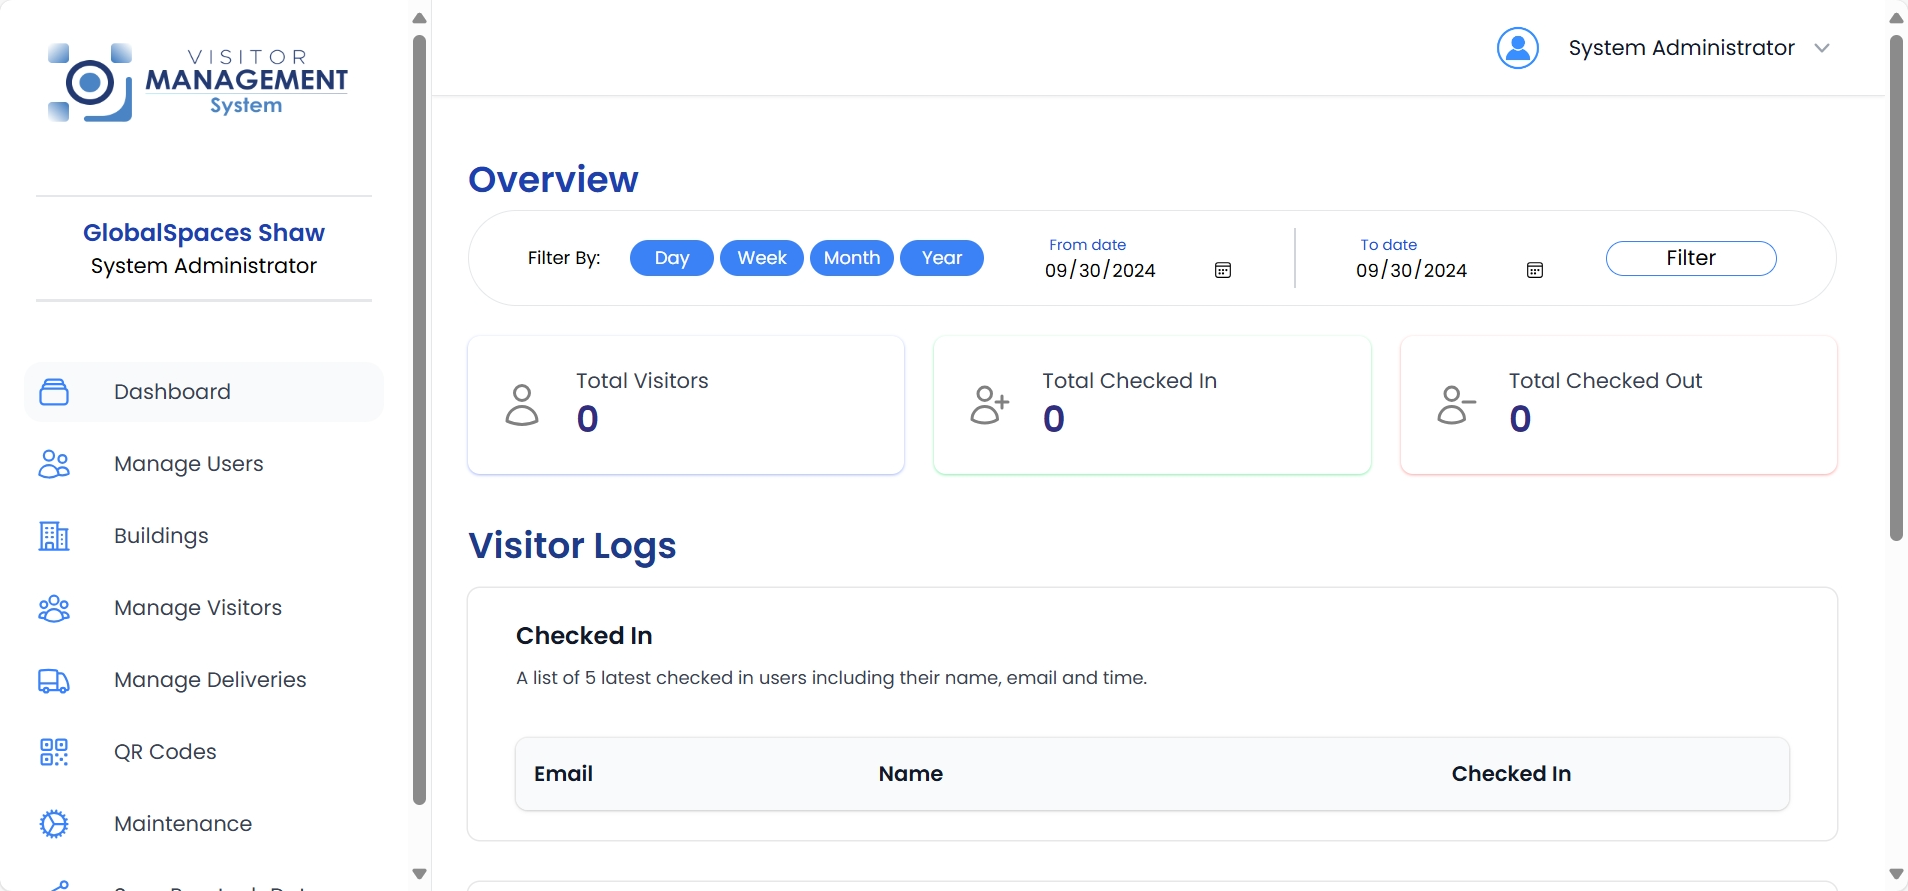 VISITOR
MANAGEMENT
System
GlobalSpaces Shaw
System Administrator
Dashboard
Manage Users
Buildings
Manage Visitors
Manage Deliveries
QR Codes
Maintenance
System Administrator
Overview
Filter By:
Day
Week
Month
Year
From date
09/30/2024
To date
09/30/2024
Filter
Total Visitors
0
Total Checked In
0
Total Checked Out
0
Visitor Logs
Checked In
A list of 5 latest checked in users including their name, email and time.
Email Name Checked In